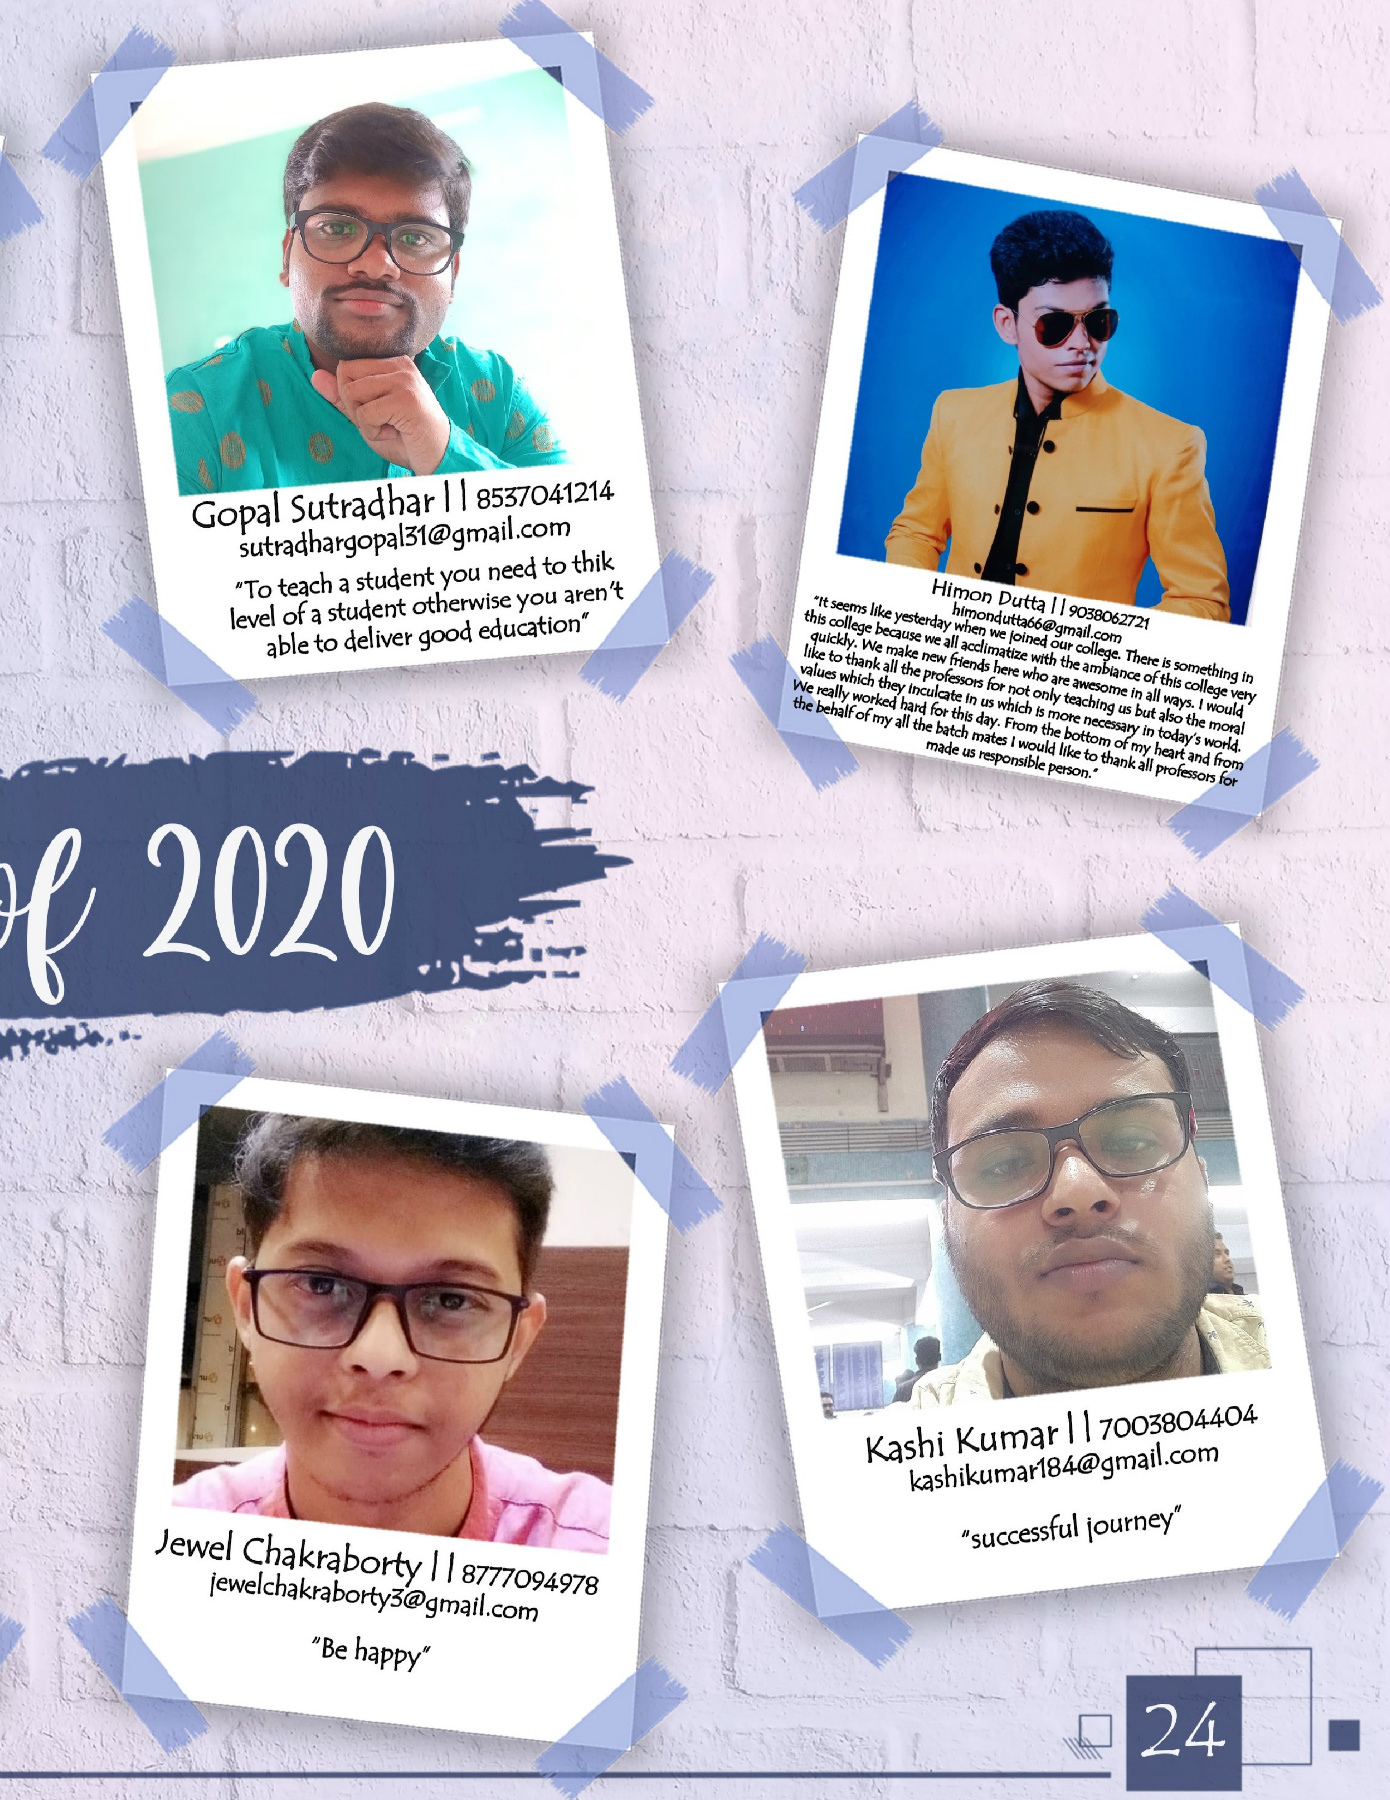 Gopal Sutradhar || 8537041214
sutradhargopal31@gmail.com
"To teach a student you need to thik
level of a student otherwise you aren't
able to deliver good education"
Himon Dutta || 9038062721
himondutta66@gmail.com
"It seems like yesterday when we joined our college. There is something in
this college because we all acclimatize with the ambiance of this college very
quickly. We make new friends here who are awesome in all ways. I would
like to thank all the professors for not only teaching us but also the moral
values which they inculcate in us which is more necessary in today's world.
We really worked hard for this day. From the bottom of my heart and from
the behalf of my all the batch mates I would like to thank all professors for
made us responsible person."
of 2020
Jewel Chakraborty || 8777094978
jewelchakraborty3@gmail.com
"Be happy"
Kashi Kumar || 7003804404
kashikumar184@gmail.com
"successful journey"
24